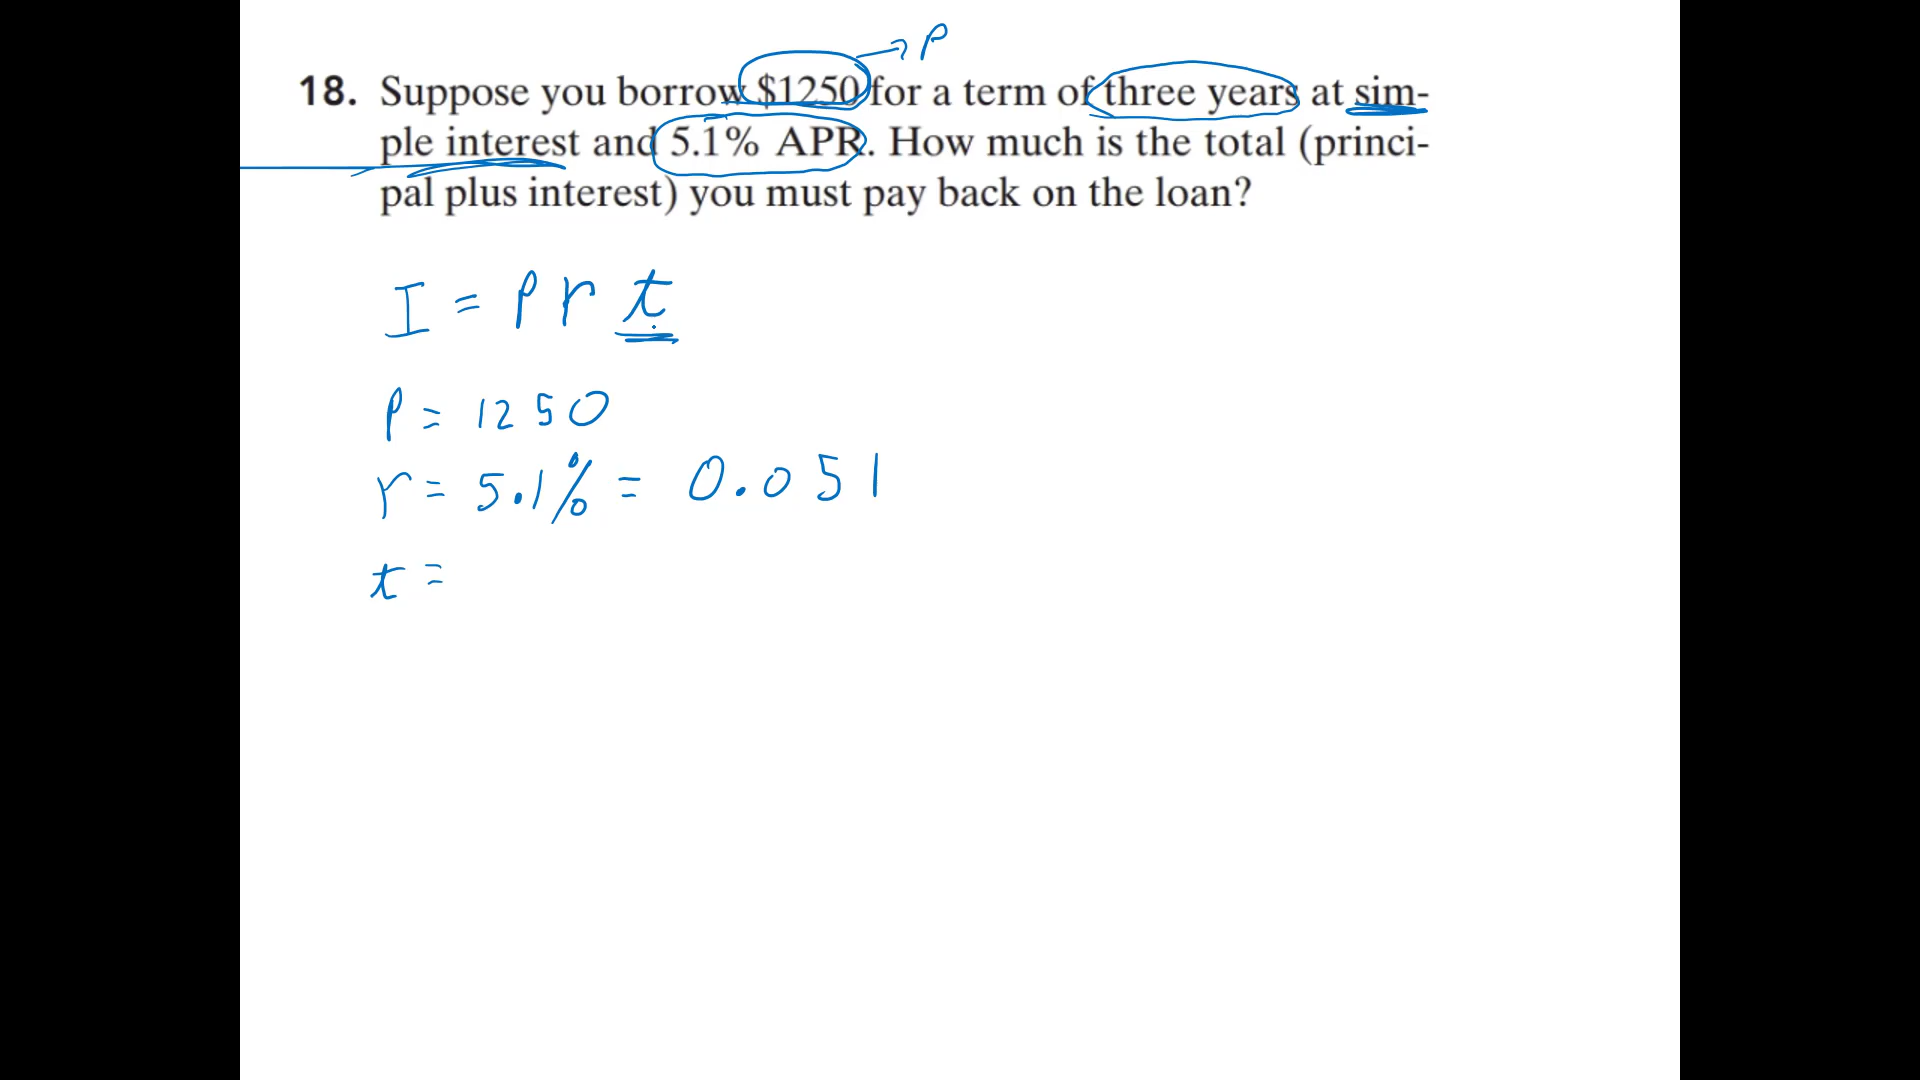 P
18. Suppose you borrow $1250 for a term of three years at sim-
ple interest and 5.1% APR. How much is the total (princi-
pal plus interest) you must pay back on the loan?
I = P r t
P = 1250
r = 5.1% = 0.051
t =